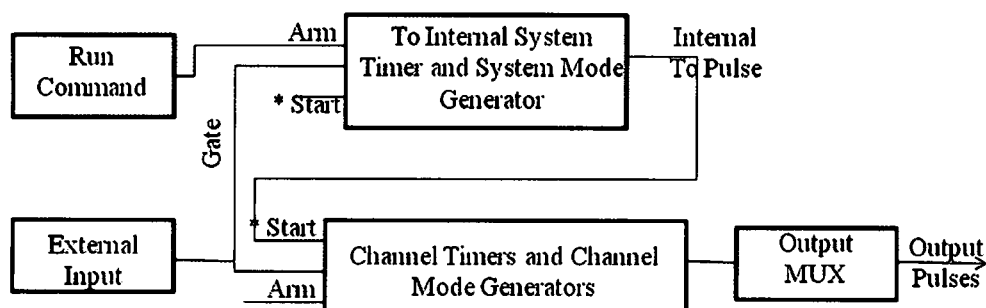 Run
Command
Arm
To Internal System
Timer and System Mode
Generator
* Start
Internal
To Pulse
Gate
External
Input
* Start
Arm
Channel Timers and Channel
Mode Generators
Output
MUX
Output
Pulses